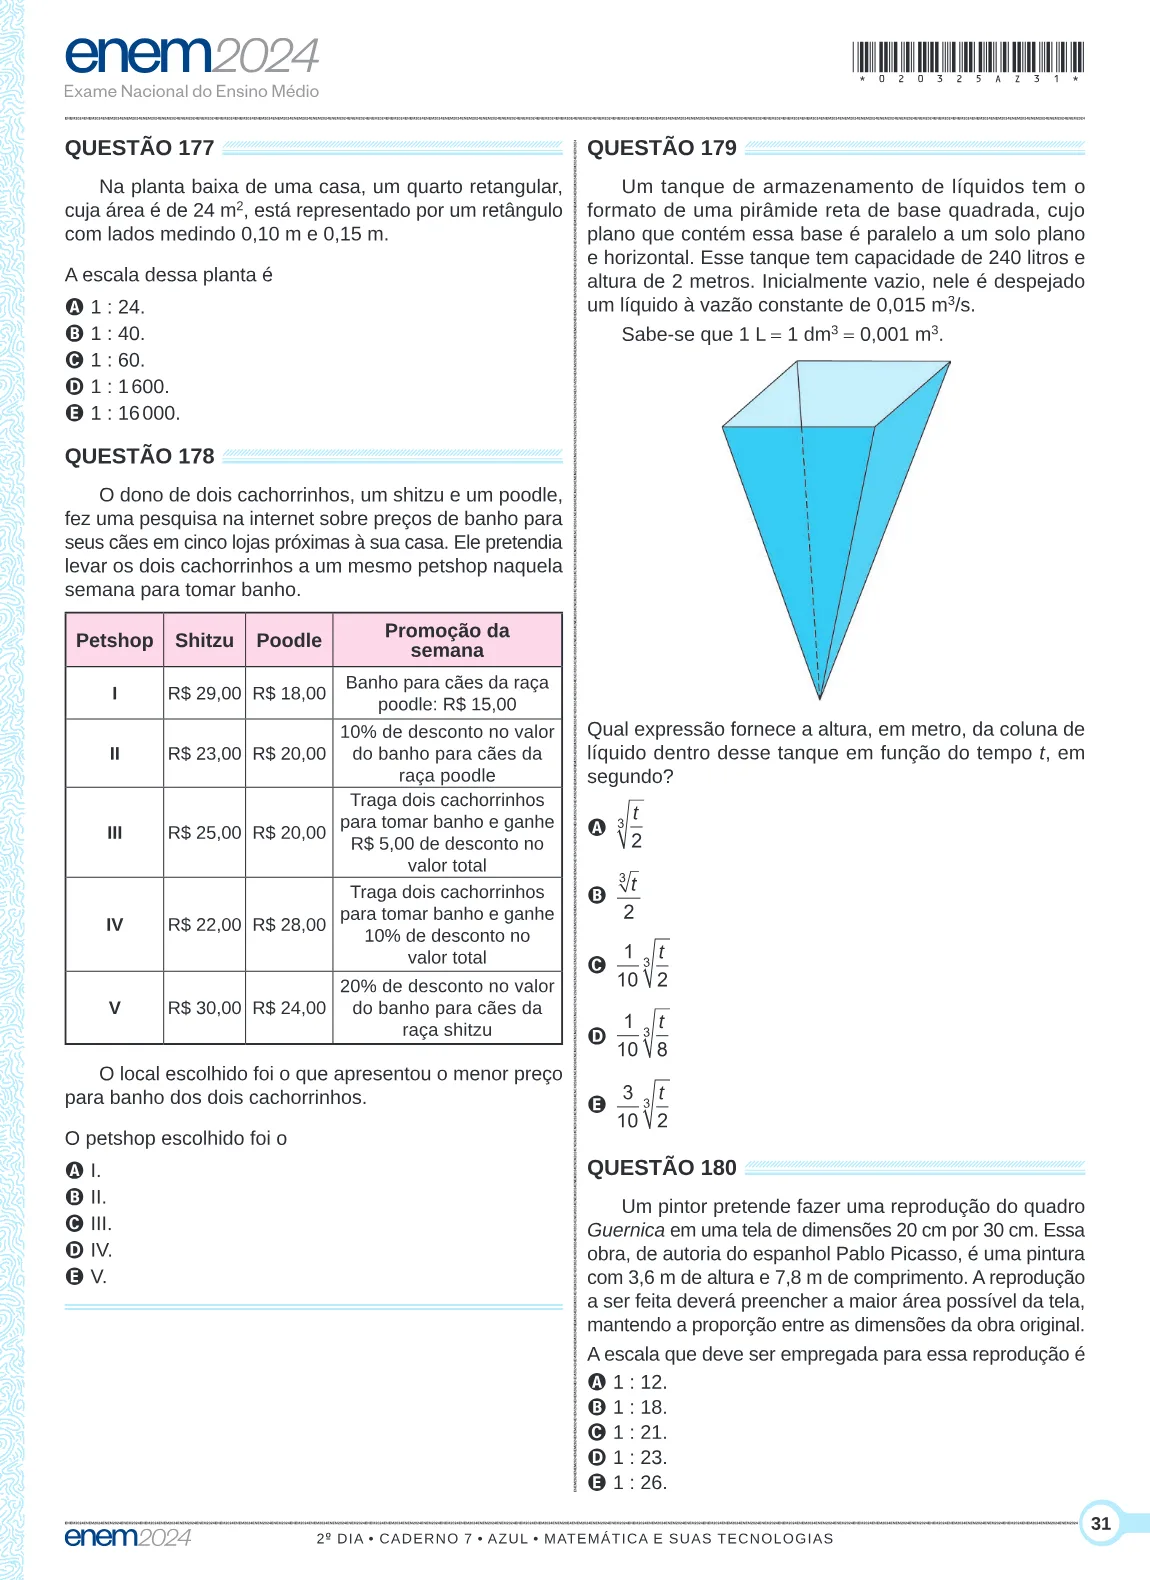 enem2024
Exame Nacional do Ensino Médio
*020325AZ31*
QUESTÃO 177
Na planta baixa de uma casa, um quarto retangular,
cuja área é de 24 m², está representado por um retângulo
com lados medindo 0,10 m e 0,15 m.
A escala dessa planta é
A 1 : 24.
B 1 : 40.
C 1 : 60.
D 1 : 1 600.
E 1 : 16 000.
QUESTÃO 178
O dono de dois cachorrinhos, um shitzu e um poodle,
fez uma pesquisa na internet sobre preços de banho para
seus cães em cinco lojas próximas à sua casa. Ele pretendia
levar os dois cachorrinhos a um mesmo petshop naquela
semana para tomar banho.
Petshop Shitzu Poodle Promoção da
semana
I R$ 29,00 R$ 18,00 Banho para cães da raça
poodle: R$ 15,00
II R$ 23,00 R$ 20,00 10% de desconto no valor
do banho para cães da
raça poodle
III R$ 25,00 R$ 20,00 Traga dois cachorrinhos
para tomar banho e ganhe
R$ 5,00 de desconto no
valor total
IV R$ 22,00 R$ 28,00 Traga dois cachorrinhos
para tomar banho e ganhe
10% de desconto no
valor total
V R$ 30,00 R$ 24,00 20% de desconto no valor
do banho para cães da
raça shitzu
O local escolhido foi o que apresentou o menor preço
para banho dos dois cachorrinhos.
O petshop escolhido foi o
A I.
B II.
C III.
D IV.
E V.
QUESTÃO 179
Um tanque de armazenamento de líquidos tem o
formato de uma pirâmide reta de base quadrada, cujo
plano que contém essa base é paralelo a um solo plano
e horizontal. Esse tanque tem capacidade de 240 litros e
altura de 2 metros. Inicialmente vazio, nele é despejado
um líquido à vazão constante de 0,015 m³/s.
Sabe-se que 1 L = 1 dm³ = 0,001 m³.
Qual expressão fornece a altura, em metro, da coluna de
líquido dentro desse tanque em função do tempo t, em
segundo?
A ∛(t/2)
B ∛t/2
C 1/10 ∛(t/2)
D 1/10 ∛(t/8)
E 3/10 ∛(t/2)
QUESTÃO 180
Um pintor pretende fazer uma reprodução do quadro
Guernica em uma tela de dimensões 20 cm por 30 cm. Essa
obra, de autoria do espanhol Pablo Picasso, é uma pintura
com 3,6 m de altura e 7,8 m de comprimento. A reprodução
a ser feita deverá preencher a maior área possível da tela,
mantendo a proporção entre as dimensões da obra original.
A escala que deve ser empregada para essa reprodução é
A 1 : 12.
B 1 : 18.
C 1 : 21.
D 1 : 23.
E 1 : 26.
enem2024
2º DIA • CADERNO 7 • AZUL • MATEMÁTICA E SUAS TECNOLOGIAS
31